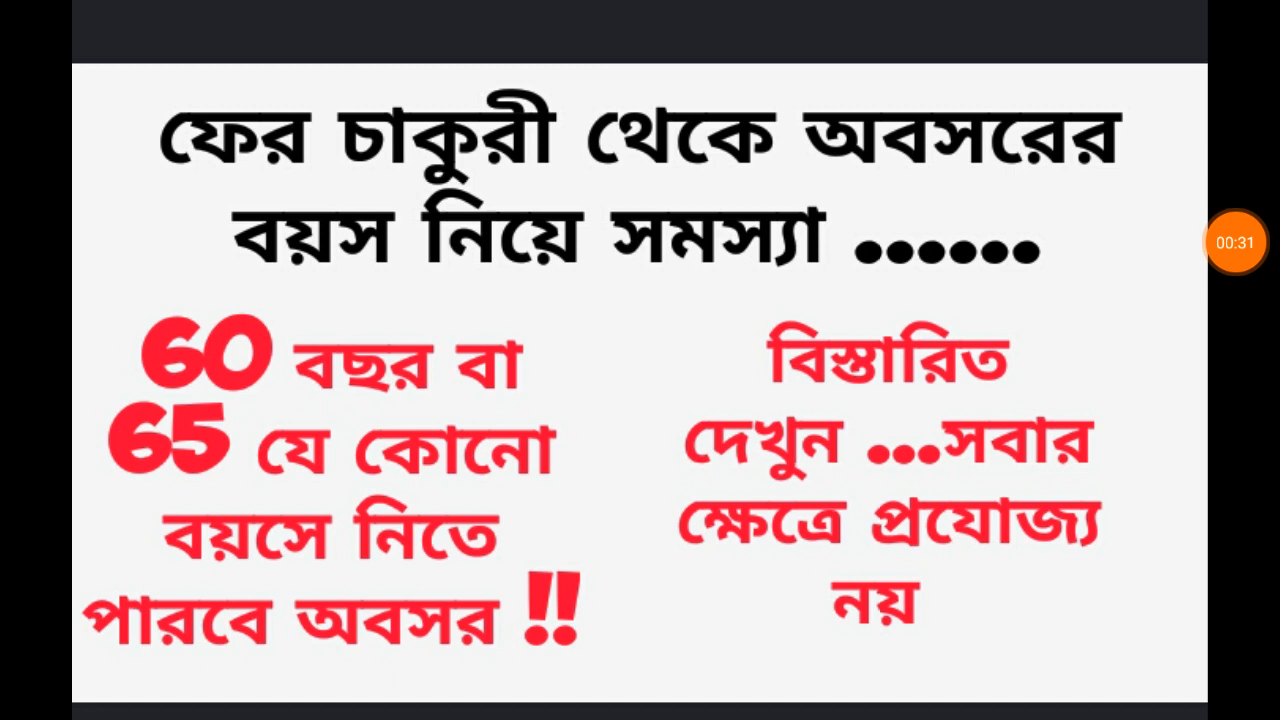 ফের চাকুরী থেকে অবসরের
বয়স নিয়ে সমস্যা ......
60 বছর বা
65 যে কোনো
বয়সে নিতে
পারবে অবসর !!
বিস্তারিত
দেখুন ...সবার
ক্ষেত্রে প্রযোজ্য
নয়
00:31